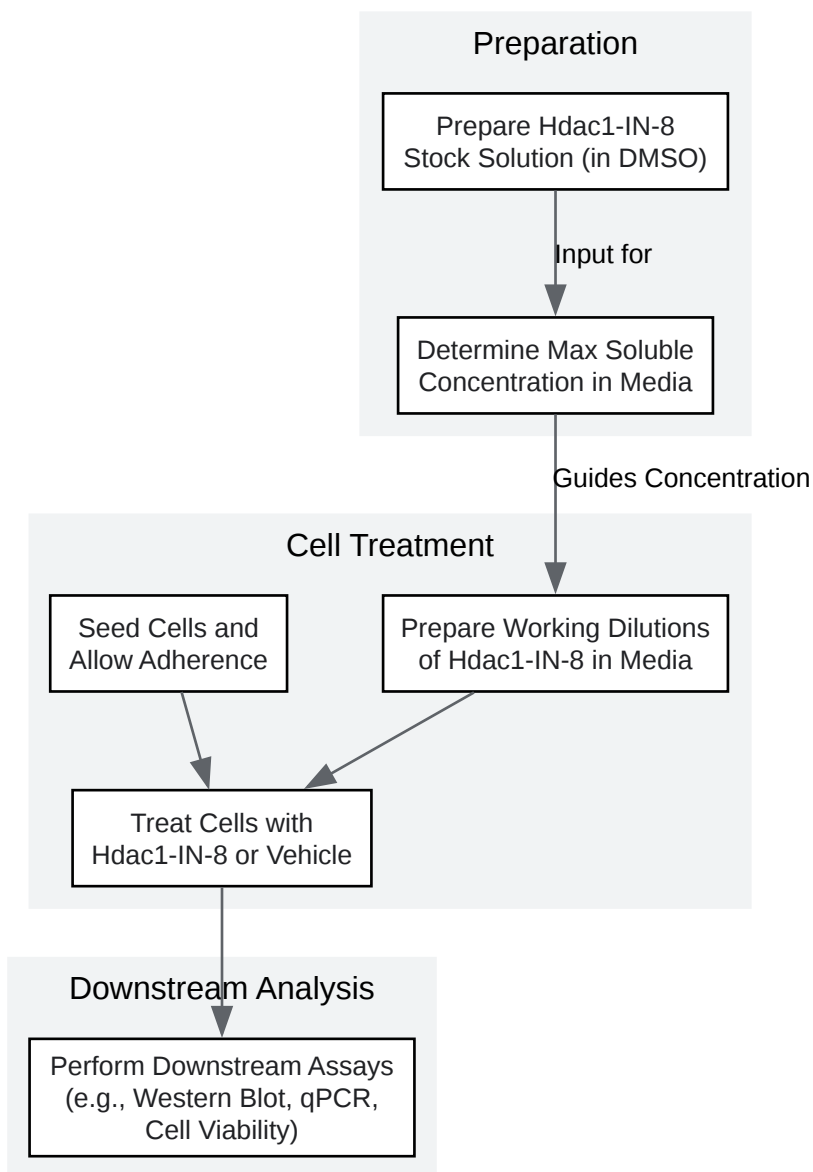 Preparation
Prepare Hdac1-IN-8
Stock Solution (in DMSO)
Input for
Determine Max Soluble
Concentration in Media
Guides Concentration
Cell Treatment
Seed Cells and
Allow Adherence
Prepare Working Dilutions
of Hdac1-IN-8 in Media
Treat Cells with
Hdac1-IN-8 or Vehicle
Downstream Analysis
Perform Downstream Assays
(e.g., Western Blot, qPCR,
Cell Viability)